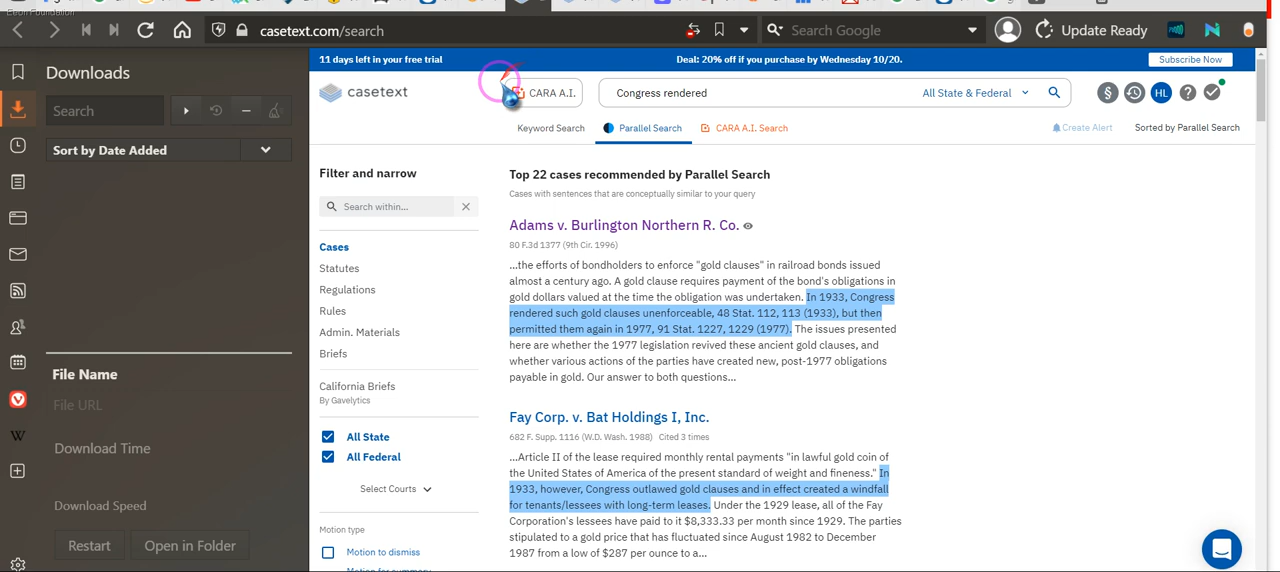 Eeon Foundation
casetext.com/search
Search Google
Update Ready
Downloads
Search
Sort by Date Added
File Name
File URL
Download Time
Download Speed
Restart
Open in Folder
W
11 days left in your free trial
Deal: 20% off if you purchase by Wednesday 10/20.
Subscribe Now
casetext
CARA A.I.
Congress rendered
All State & Federal
§
HL
?
Keyword Search
Parallel Search
CARA A.I. Search
Create Alert
Sorted by Parallel Search
Filter and narrow
Search within...
Cases
Statutes
Regulations
Rules
Admin. Materials
Briefs
California Briefs
By Gavelytics
All State
All Federal
Select Courts
Motion type
Motion to dismiss
Motion for summary
Top 22 cases recommended by Parallel Search
Cases with sentences that are conceptually similar to your query
Adams v. Burlington Northern R. Co.
80 F.3d 1377 (9th Cir. 1996)
...the efforts of bondholders to enforce "gold clauses" in railroad bonds issued
almost a century ago. A gold clause requires payment of the bond's obligations in
gold dollars valued at the time the obligation was undertaken. In 1933, Congress
rendered such gold clauses unenforceable, 48 Stat. 112, 113 (1933), but then
permitted them again in 1977, 91 Stat. 1227, 1229 (1977). The issues presented
here are whether the 1977 legislation revived these ancient gold clauses, and
whether various actions of the parties have created new, post-1977 obligations
payable in gold. Our answer to both questions...
Fay Corp. v. Bat Holdings I, Inc.
682 F. Supp. 1116 (W.D. Wash. 1988) Cited 3 times
...Article II of the lease required monthly rental payments "in lawful gold coin of
the United States of America of the present standard of weight and fineness." In
1933, however, Congress outlawed gold clauses and in effect created a windfall
for tenants/lessees with long-term leases. Under the 1929 lease, all of the Fay
Corporation's lessees have paid to it $8,333.33 per month since 1929. The parties
stipulated to a gold price that has fluctuated since August 1982 to December
1987 from a low of $287 per ounce to a...